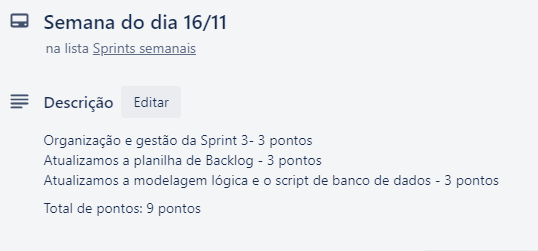 Semana do dia 16/11
na lista Sprints semanais
Descrição Editar
Organização e gestão da Sprint 3- 3 pontos
Atualizamos a planilha de Backlog - 3 pontos
Atualizamos a modelagem lógica e o script de banco de dados - 3 pontos
Total de pontos: 9 pontos